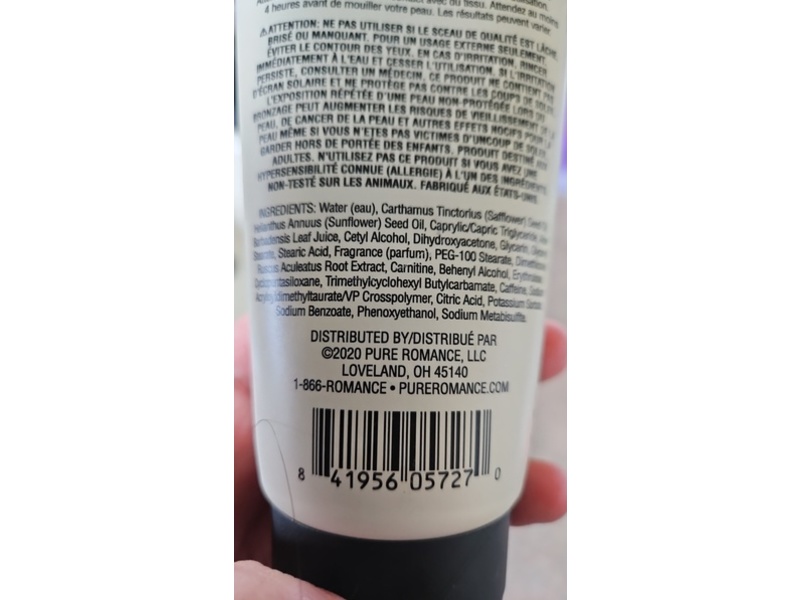 4 heures avant de mouiller votre peau. Les résultats peuvent varier.
⚠ATTENTION: NE PAS UTILISER SI LE SCEAU DE QUALITÉ EST LÂCHE,
BRISÉ OU MANQUANT. POUR UN USAGE EXTERNE SEULEMENT.
ÉVITER LE CONTOUR DES YEUX. EN CAS D'IRRITATION, RINCER
IMMÉDIATEMENT À L'EAU ET CESSER L'UTILISATION. SI L'IRRITATION
PERSISTE, CONSULTER UN MÉDECIN. CE PRODUIT NE CONTIENT PAS
D'ÉCRAN SOLAIRE ET NE PROTÈGE PAS CONTRE LES COUPS DE SOLEIL.
L'EXPOSITION RÉPÉTÉE D'UNE PEAU NON-PROTÉGÉE LORS DU
BRONZAGE PEUT AUGMENTER LES RISQUES DE VIEILLISSEMENT DE LA
PEAU, DE CANCER DE LA PEAU ET AUTRES EFFETS NOCIFS POUR LA
PEAU MÊME SI VOUS N'ETES PAS VICTIMES D'UNCOUP DE SOLEIL.
GARDER HORS DE PORTÉE DES ENFANTS. PRODUIT DESTINÉ AUX
ADULTES. N'UTILISEZ PAS CE PRODUIT SI VOUS AVEZ UNE
HYPERSENSIBILITÉ CONNUE (ALLERGIE) À L'UN DES INGRÉDIENTS.
NON-TESTÉ SUR LES ANIMAUX. FABRIQUÉ AUX ÉTATS-UNIS.
INGREDIENTS: Water (eau), Carthamus Tinctorius (Safflower) Seed Oil,
Helianthus Annuus (Sunflower) Seed Oil, Caprylic/Capric Triglyceride,
Barbadensis Leaf Juice, Cetyl Alcohol, Dihydroxyacetone, Glycerin, Glyceryl
Stearate, Stearic Acid, Fragrance (parfum), PEG-100 Stearate, Dimethicone,
Ruscus Aculeatus Root Extract, Carnitine, Behenyl Alcohol, Erythrulose,
Cyclopentasiloxane, Trimethylcyclohexyl Butylcarbamate, Caffeine, Sodium
Acryloyldimethyltaurate/VP Crosspolymer, Citric Acid, Potassium Sorbate,
Sodium Benzoate, Phenoxyethanol, Sodium Metabisulfite.
DISTRIBUTED BY/DISTRIBUÉ PAR
©2020 PURE ROMANCE, LLC
LOVELAND, OH 45140
1-866-ROMANCE • PUREROMANCE.COM
8 41956 05727 0